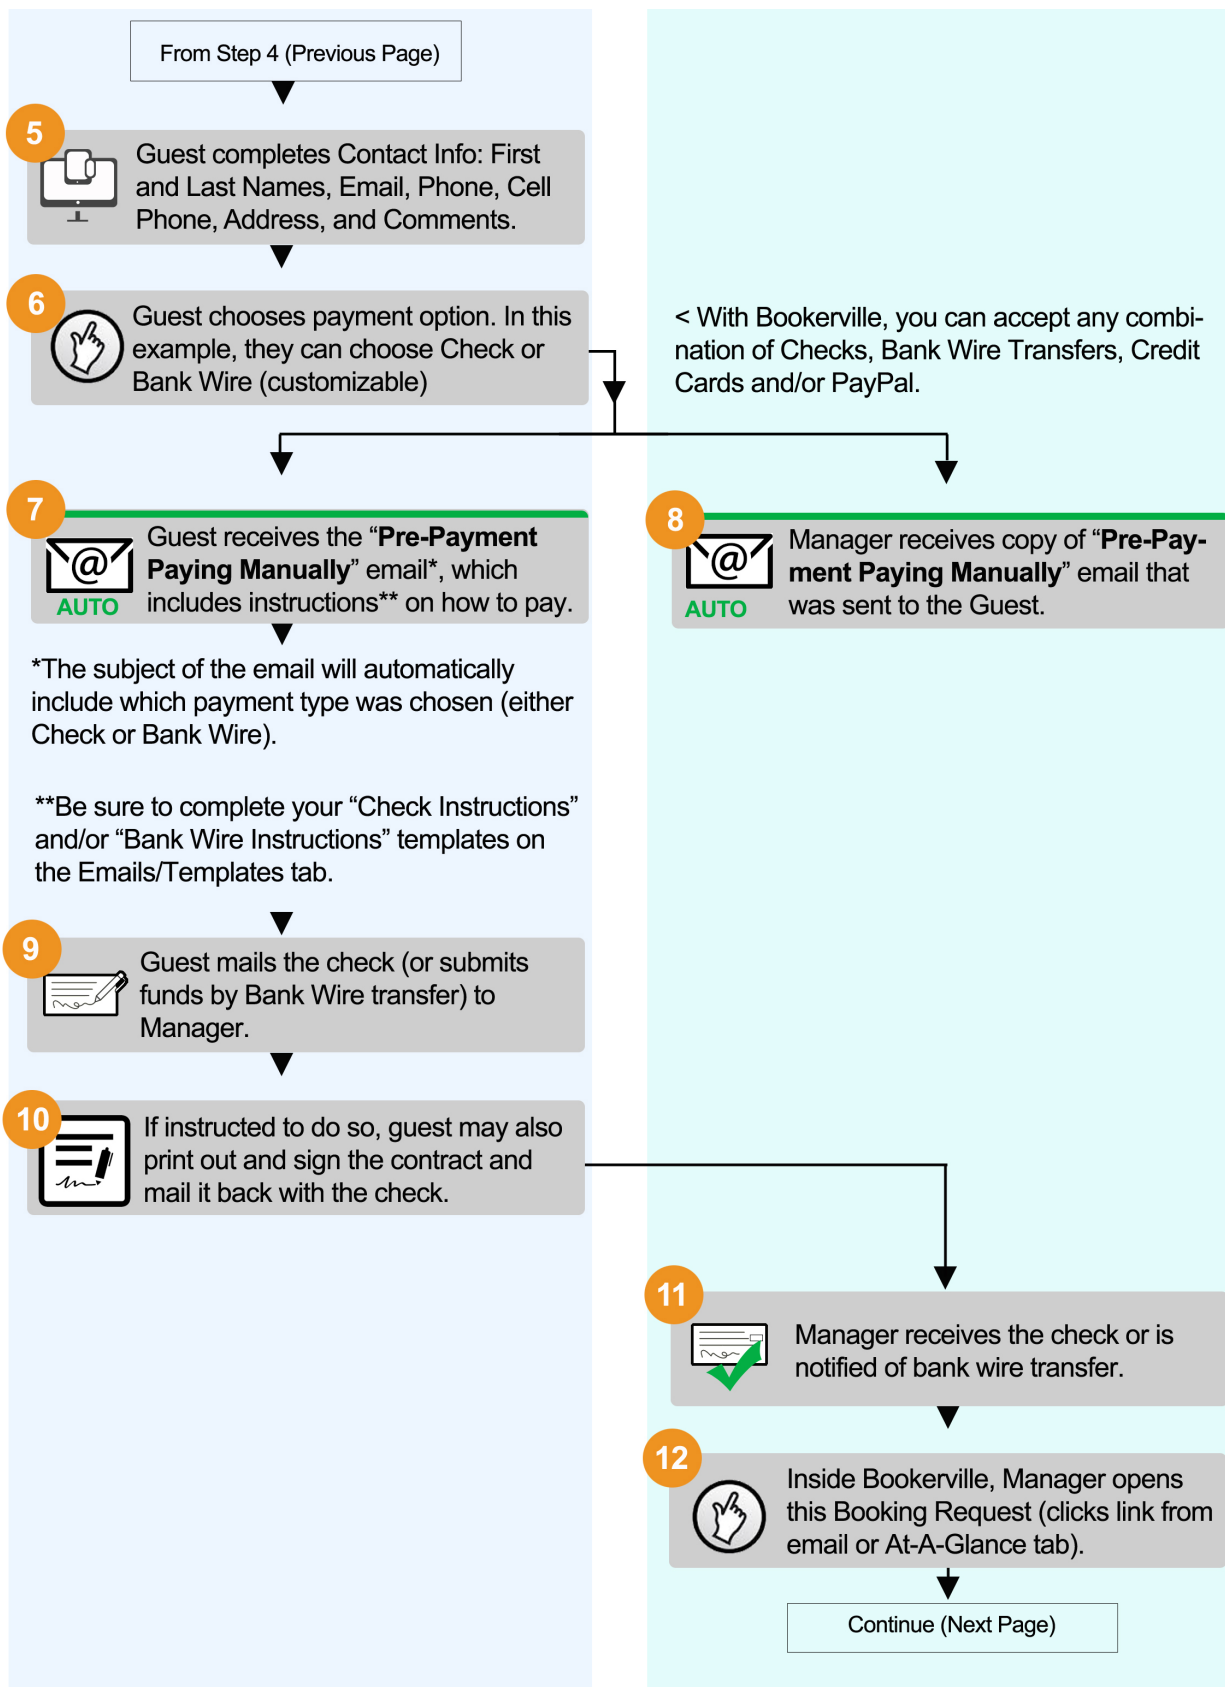 From Step 4 (Previous Page)
5
Guest completes Contact Info: First
and Last Names, Email, Phone, Cell
Phone, Address, and Comments.
6
Guest chooses payment option. In this
example, they can choose Check or
Bank Wire (customizable)
< With Bookerville, you can accept any combi-
nation of Checks, Bank Wire Transfers, Credit
Cards and/or PayPal.
7
@
AUTO
Guest receives the “Pre-Payment
Paying Manually” email*, which
includes instructions** on how to pay.
8
@
AUTO
Manager receives copy of “Pre-Pay-
ment Paying Manually” email that
was sent to the Guest.
*The subject of the email will automatically
include which payment type was chosen (either
Check or Bank Wire).
**Be sure to complete your “Check Instructions”
and/or “Bank Wire Instructions” templates on
the Emails/Templates tab.
9
Guest mails the check (or submits
funds by Bank Wire transfer) to
Manager.
10
If instructed to do so, guest may also
print out and sign the contract and
mail it back with the check.
11
Manager receives the check or is
notified of bank wire transfer.
12
Inside Bookerville, Manager opens
this Booking Request (clicks link from
email or At-A-Glance tab).
Continue (Next Page)